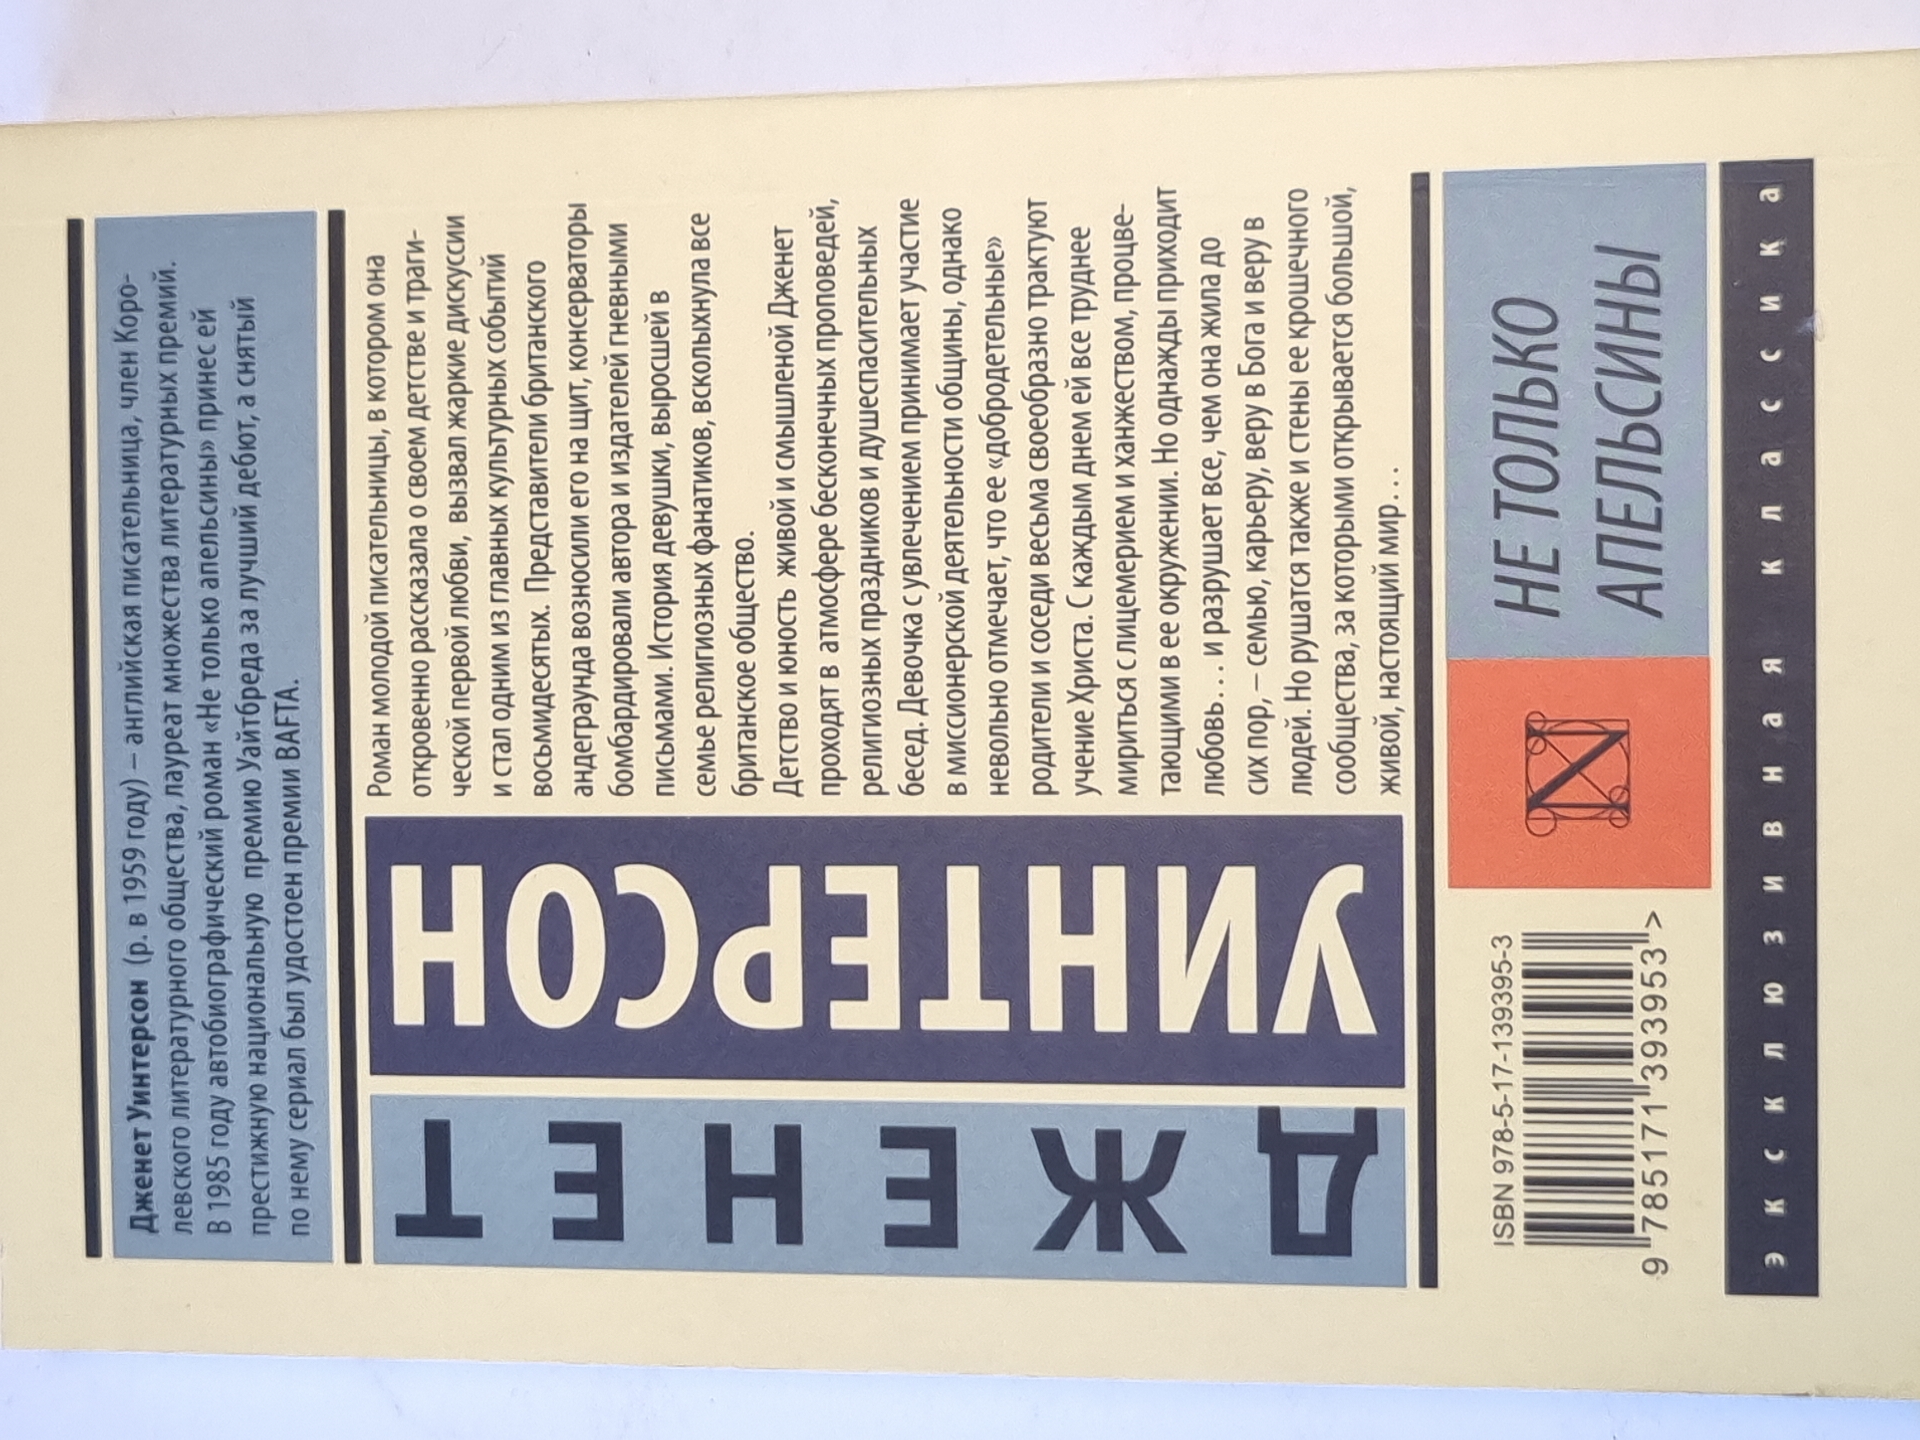 Дженет Уинтерсон (р. в 1959 году) – английская писательница, член Коро-
левского литературного общества, лауреат множества литературных премий.
В 1985 году автобиографический роман «Не только апельсины» принес ей
престижную национальную премию Уайтбреда за лучший дебют, а снятый
по нему сериал был удостоен премии BAFTA.
ДЖЕНЕТ
УИНТЕРСОН
Роман молодой писательницы, в котором она
откровенно рассказала о своем детстве и траги-
ческой первой любви, вызвал жаркие дискуссии
и стал одним из главных культурных событий
восьмидесятых. Представители британского
андеграунда возносили его на щит, консерваторы
бомбардировали автора и издателей гневными
письмами. История девушки, выросшей в
семье религиозных фанатиков, всколыхнула все
британское общество.
Детство и юность живой и смышленой Дженет
проходят в атмосфере бесконечных проповедей,
религиозных праздников и душеспасительных
бесед. Девочка с увлечением принимает участие
в миссионерской деятельности общины, однако
невольно отмечает, что ее «добродетельные»
родители и соседи весьма своеобразно трактуют
учение Христа. С каждым днем ей все труднее
мириться с лицемерием и ханжеством, процве-
тающими в ее окружении. Но однажды приходит
любовь… и разрушает все, чем она жила до
сих пор, – семью, карьеру, веру в Бога и веру в
людей. Но рушатся также и стены ее крошечного
сообщества, за которыми открывается большой,
живой, настоящий мир…
ISBN 978-5-17-139395-3
9 785171 393953 >
НЕ ТОЛЬКО
АПЕЛЬСИНЫ
эксклюзивная классика